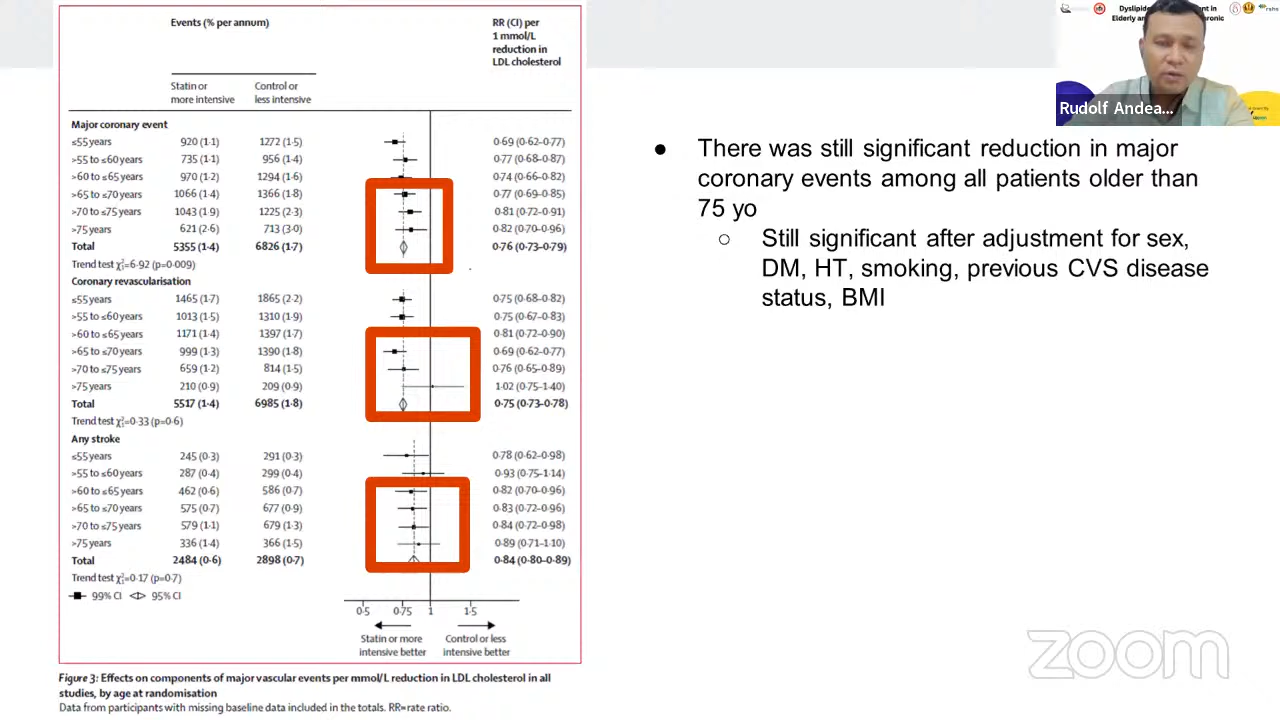 Events (% per annum)
RR (CI) per
1 mmol/L
reduction in
LDL cholesterol
Statin or
more intensive
Control or
less intensive
Major coronary event
≤55 years 920 (1·1) 1272 (1·5) 0·69 (0·62–0·77)
>55 to ≤60 years 735 (1·1) 956 (1·4) 0·77 (0·68–0·87)
>60 to ≤65 years 970 (1·2) 1294 (1·6) 0·74 (0·66–0·82)
>65 to ≤70 years 1066 (1·4) 1366 (1·8) 0·77 (0·69–0·85)
>70 to ≤75 years 1043 (1·9) 1225 (2·3) 0·81 (0·72–0·91)
>75 years 621 (2·6) 713 (3·0) 0·82 (0·70–0·96)
Total 5355 (1·4) 6826 (1·7) 0·76 (0·73–0·79)
Trend test χ²₁=6·92 (p=0·009)
Coronary revascularisation
≤55 years 1465 (1·7) 1865 (2·2) 0·75 (0·68–0·82)
>55 to ≤60 years 1013 (1·5) 1310 (1·9) 0·75 (0·67–0·83)
>60 to ≤65 years 1171 (1·4) 1397 (1·7) 0·81 (0·72–0·90)
>65 to ≤70 years 999 (1·3) 1390 (1·8) 0·69 (0·62–0·77)
>70 to ≤75 years 659 (1·2) 814 (1·5) 0·76 (0·65–0·89)
>75 years 210 (0·9) 209 (0·9) 1·02 (0·75–1·40)
Total 5517 (1·4) 6985 (1·8) 0·75 (0·73–0·78)
Trend test χ²₁=0·33 (p=0·6)
Any stroke
≤55 years 245 (0·3) 291 (0·3) 0·78 (0·62–0·98)
>55 to ≤60 years 287 (0·4) 299 (0·4) 0·93 (0·75–1·14)
>60 to ≤65 years 462 (0·6) 586 (0·7) 0·82 (0·70–0·96)
>65 to ≤70 years 575 (0·7) 677 (0·9) 0·83 (0·72–0·96)
>70 to ≤75 years 579 (1·1) 679 (1·3) 0·84 (0·72–0·98)
>75 years 336 (1·4) 366 (1·5) 0·89 (0·71–1·10)
Total 2484 (0·6) 2898 (0·7) 0·84 (0·80–0·89)
Trend test χ²₁=0·17 (p=0·7)
99% CI 95% CI
0·5 0·75 1 1·5
Statin or more
intensive better
Control or less
intensive better
Figure 3: Effects on components of major vascular events per mmol/L reduction in LDL cholesterol in all
studies, by age at randomisation
Data from participants with missing baseline data included in the totals. RR=rate ratio.
● There was still significant reduction in major
coronary events among all patients older than
75 yo
○ Still significant after adjustment for sex,
DM, HT, smoking, previous CVS disease
status, BMI
Elderly
Rudolf Andea...
zoom